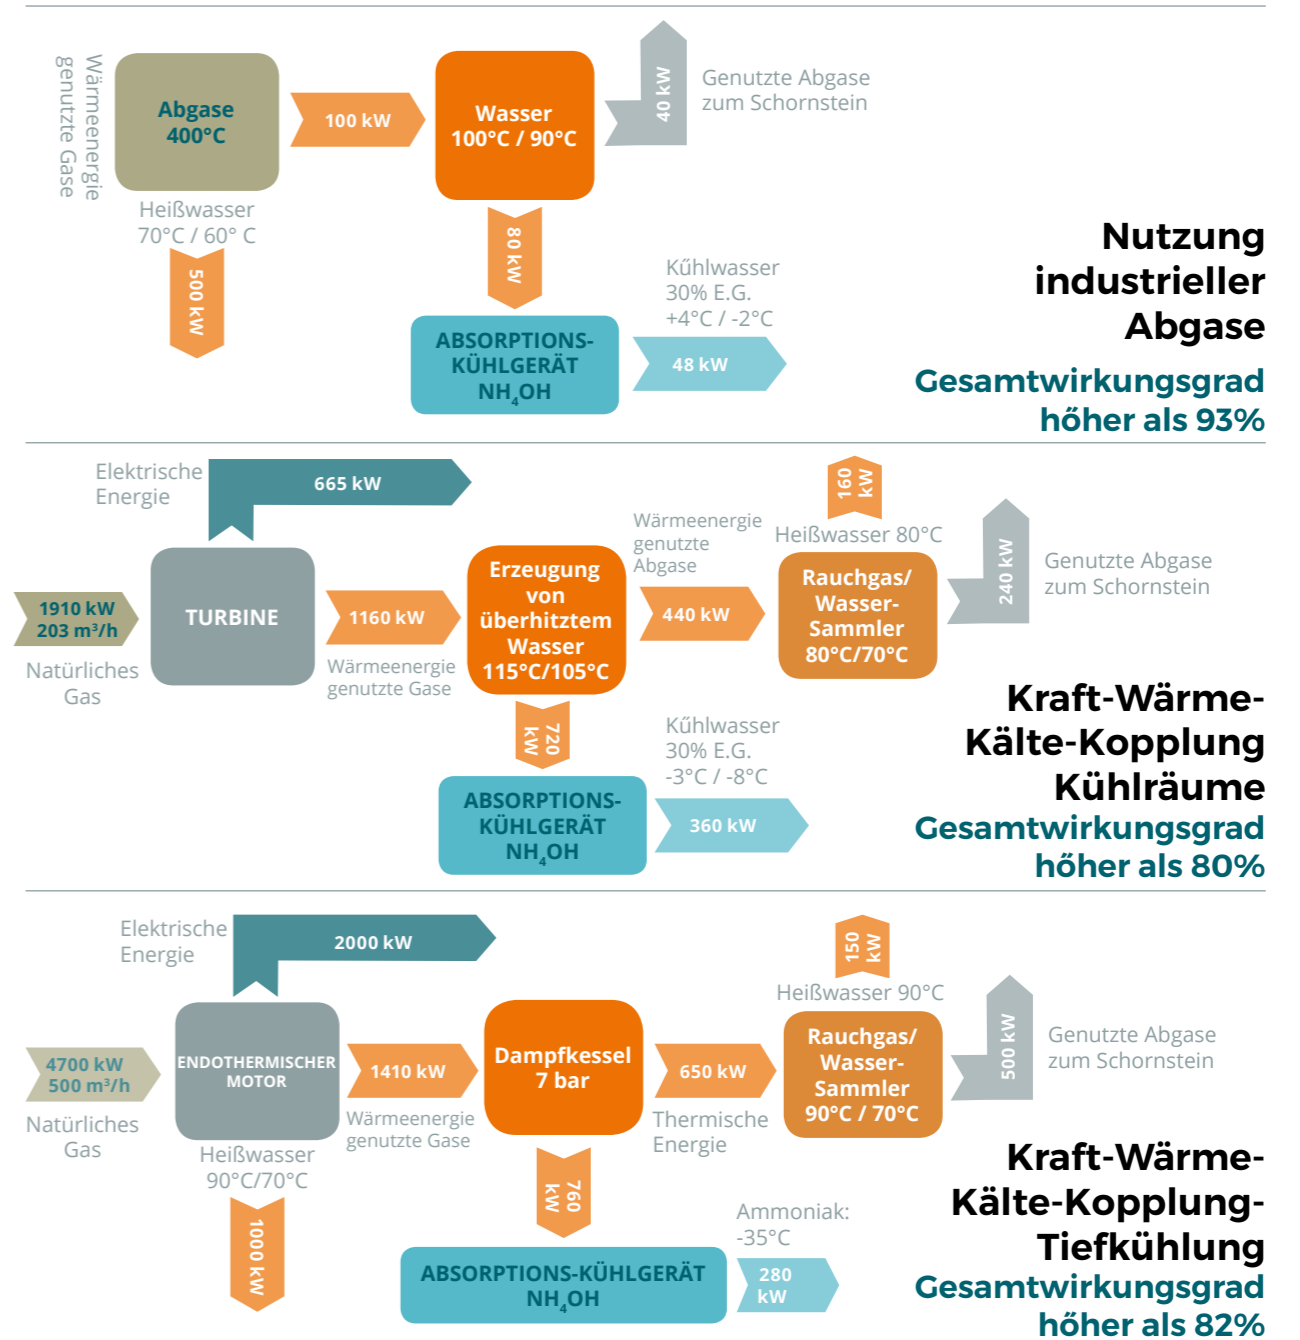 Wärmeenergie
genutzte Gase
Abgase
400°C
100 kW
Wasser
100°C / 90°C
40 kW
Genutzte Abgase
zum Schornstein
Heißwasser
70°C / 60° C
500 kW
80 kW
Kűhlwasser
30% E.G.
+4°C / -2°C
ABSORPTIONS-
KÜHLGERÄT
NH₄OH
48 kW
Nutzung
industrieller
Abgase
Gesamtwirkungsgrad
hőher als 93%
Elektrische
Energie
665 kW
1910 kW
203 m³/h
Natürliches
Gas
TURBINE
1160 kW
Wärmeenergie
genutzte Gase
Erzeugung
von
überhitztem
Wasser
115°C/105°C
Wärmeenergie
genutzte
Abgase
440 kW
160
kW
Heißwasser 80°C
Rauchgas/
Wasser-
Sammler
80°C/70°C
240 kW
Genutzte Abgase
zum Schornstein
720
kW
Kűhlwasser
30% E.G.
-3°C / -8°C
ABSORPTIONS-
KÜHLGERÄT
NH₄OH
360 kW
Kraft-Wärme-
Kälte-Kopplung
Kühlräume
Gesamtwirkungsgrad
hőher als 80%
Elektrische
Energie
2000 kW
4700 kW
500 m³/h
Natürliches
Gas
ENDOTHERMISCHER
MOTOR
Heißwasser
90°C/70°C
1000 kW
1410 kW
Wärmeenergie
genutzte Gase
Dampfkessel
7 bar
650 kW
Thermische
Energie
150
kW
Heißwasser 90°C
Rauchgas/
Wasser-
Sammler
90°C / 70°C
500 kW
Genutzte Abgase
zum Schornstein
760
kW
Ammoniak:
-35°C
ABSORPTIONS-KÜHLGERÄT
NH₄OH
280
kW
Kraft-Wärme-
Kälte-Kopplung-
Tiefkühlung
Gesamtwirkungsgrad
hőher als 82%